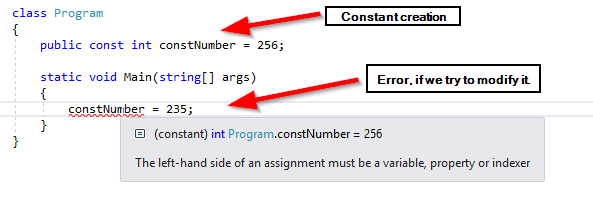 class Program
Constant creation
{
public const int constNumber = 256;
static void Main(string[] args)
Error, if we try to modify it.
{
constNumber = 235;
}
}
(constant) int Program.constNumber = 256
The left-hand side of an assignment must be a variable, property or indexer